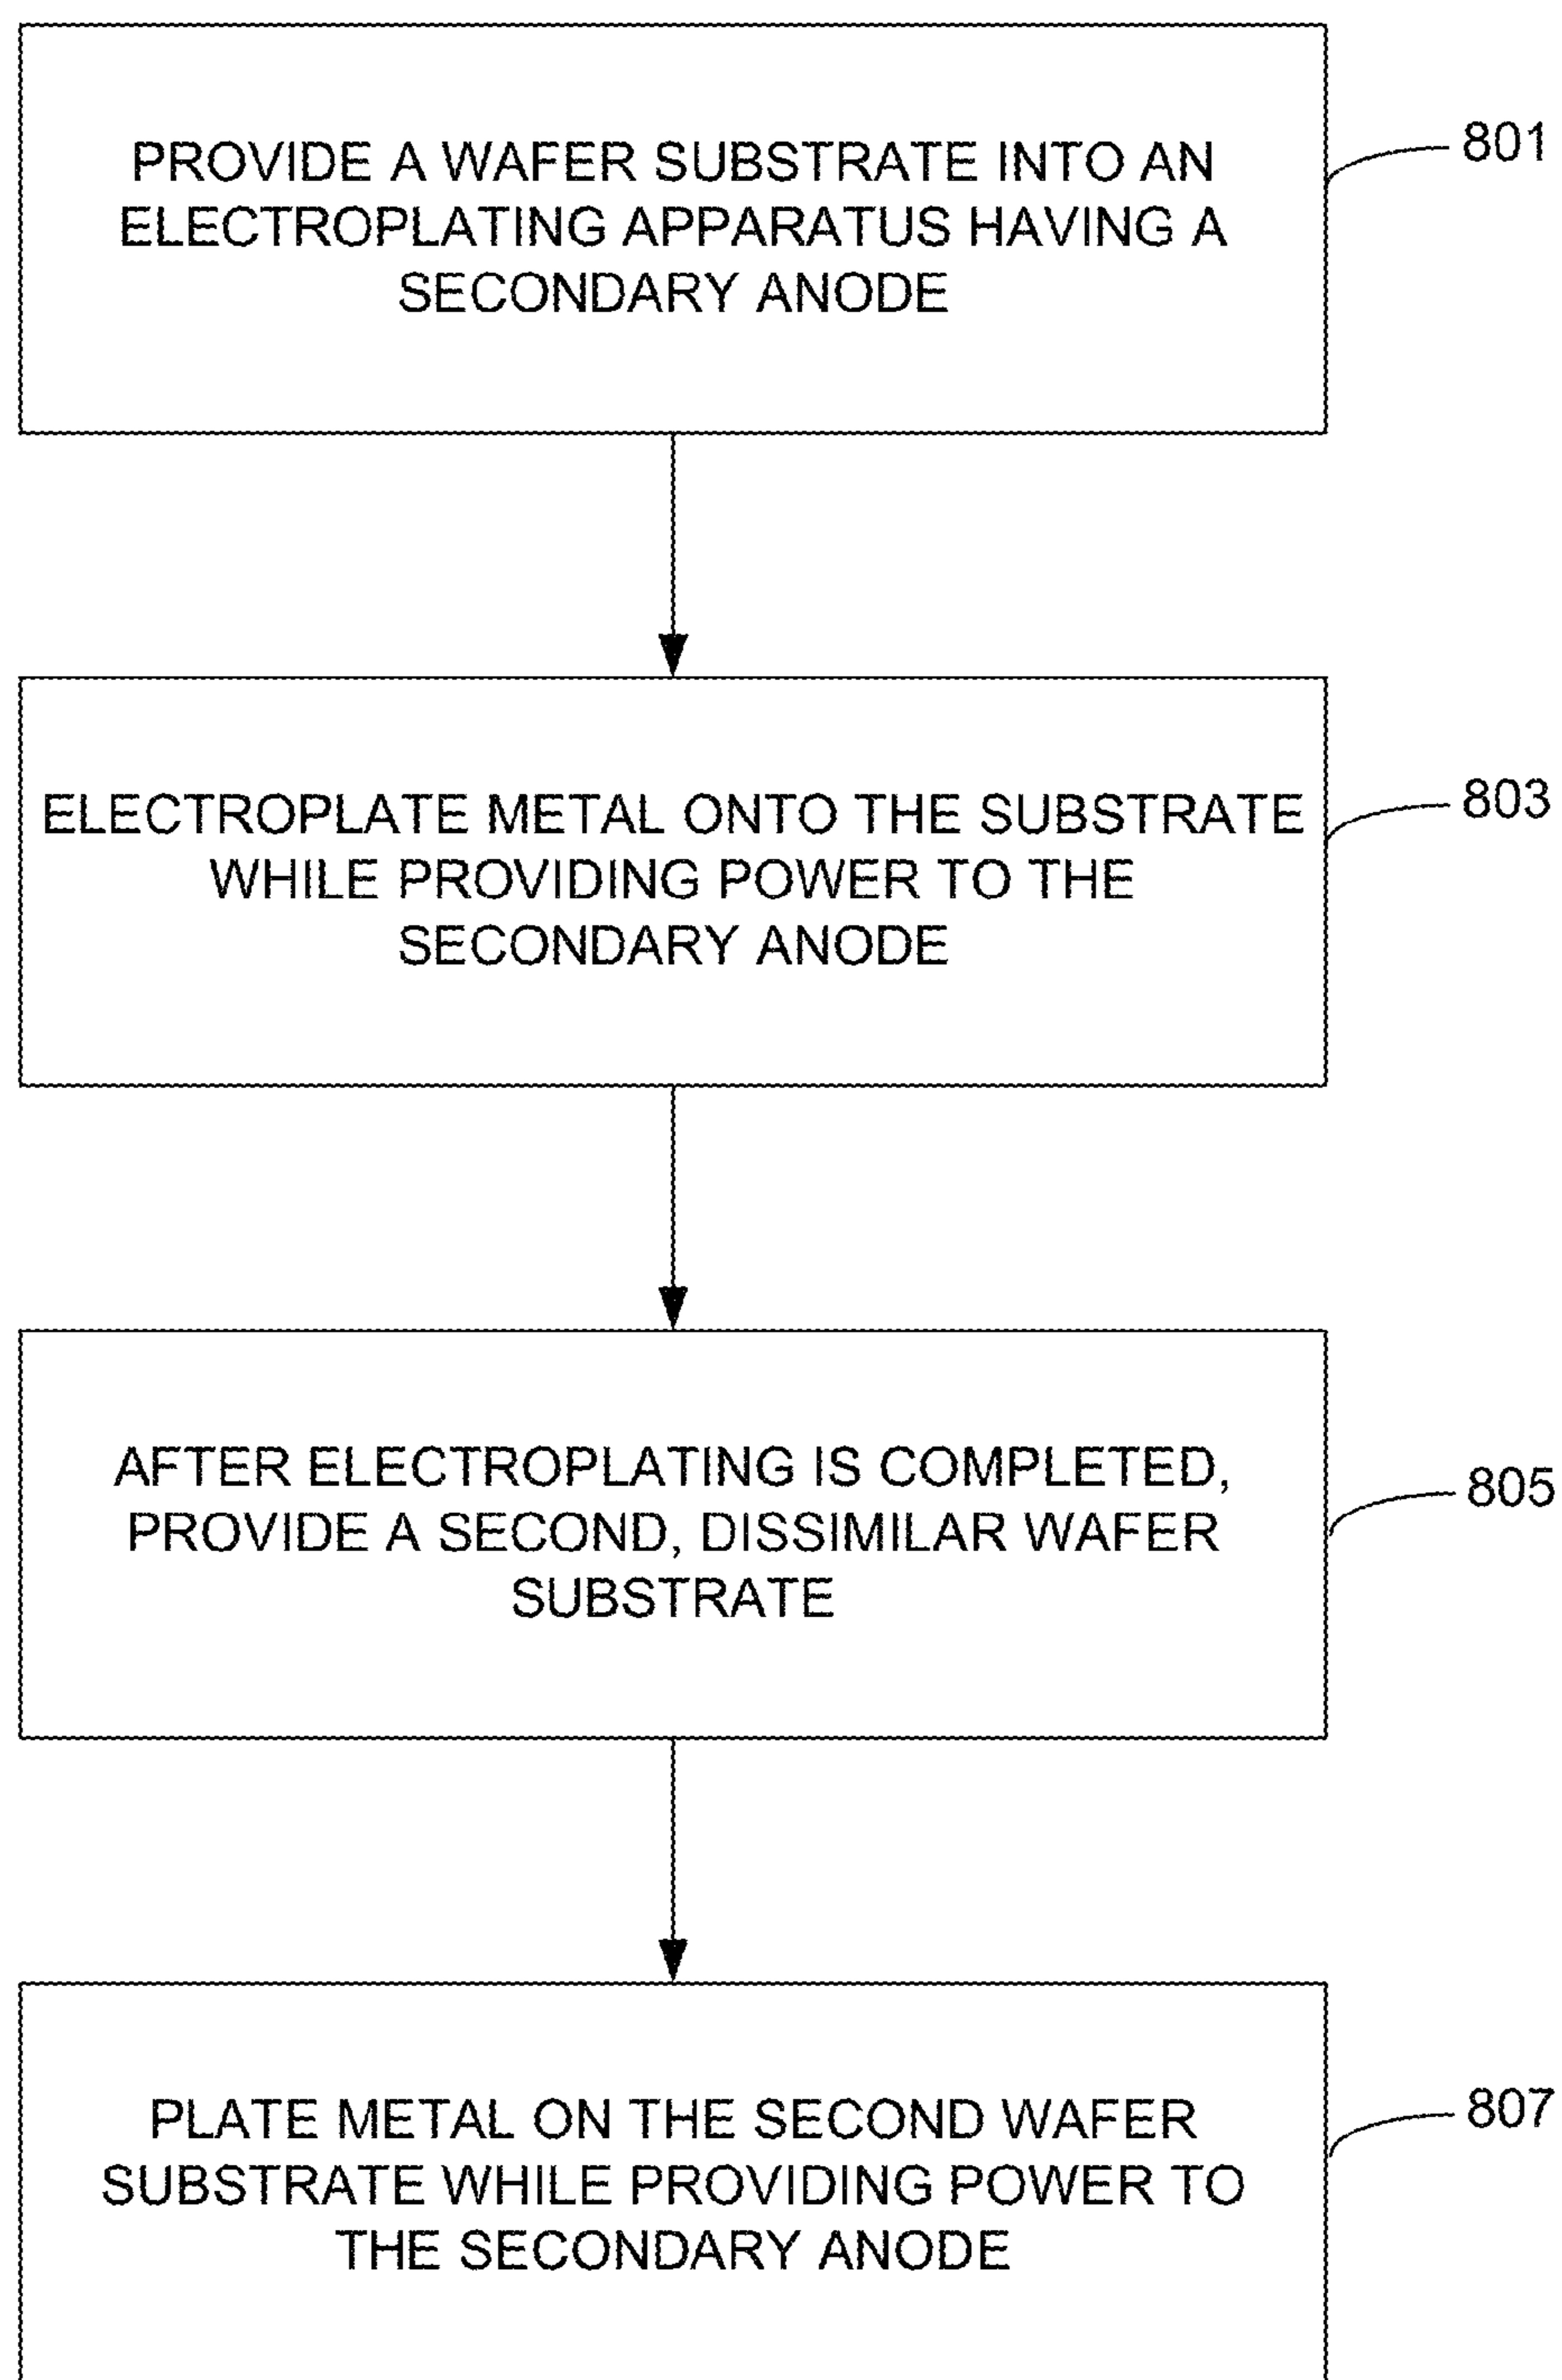 PROVIDE A WAFER SUBSTRATE INTO AN
ELECTROPLATING APPARATUS HAVING A
SECONDARY ANODE
801
ELECTROPLATE METAL ONTO THE SUBSTRATE
WHILE PROVIDING POWER TO THE
SECONDARY ANODE
803
AFTER ELECTROPLATING IS COMPLETED,
PROVIDE A SECOND, DISSIMILAR WAFER
SUBSTRATE
805
PLATE METAL ON THE SECOND WAFER
SUBSTRATE WHILE PROVIDING POWER TO
THE SECONDARY ANODE
807